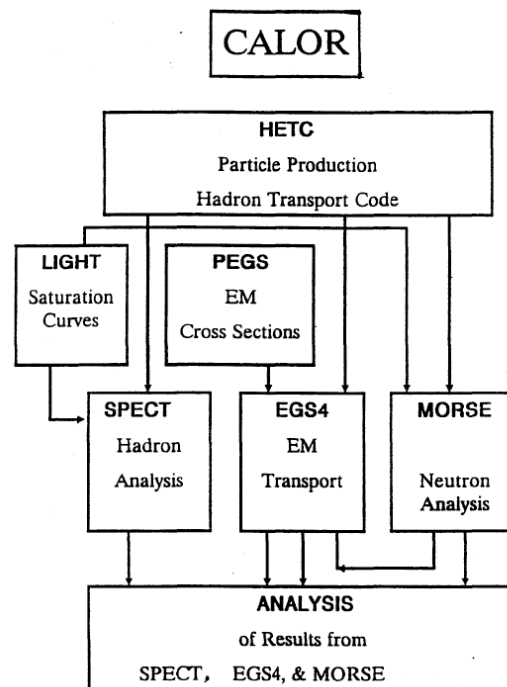 CALOR
HETC
Particle Production
Hadron Transport Code
LIGHT
Saturation
Curves
PEGS
EM
Cross Sections
SPECT
Hadron
Analysis
EGS4
EM
Transport
MORSE
Neutron
Analysis
ANALYSIS
of Results from
SPECT, EGS4, & MORSE